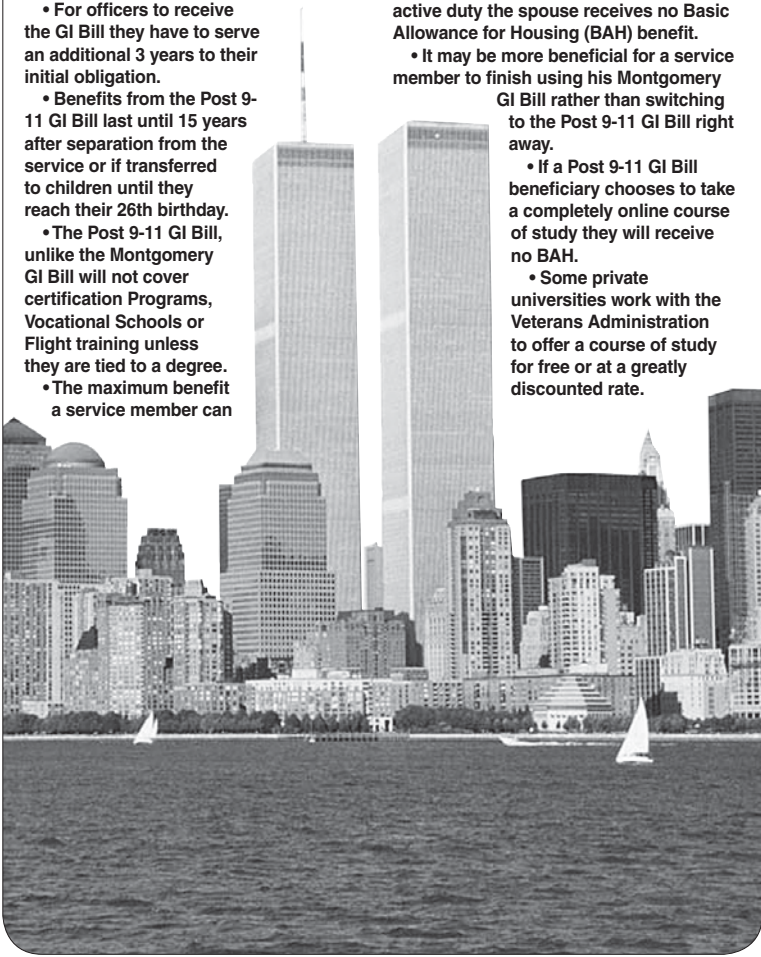 • For officers to receive
the GI Bill they have to serve
an additional 3 years to their
initial obligation.
• Benefits from the Post 9-
11 GI Bill last until 15 years
after separation from the
service or if transferred
to children until they
reach their 26th birthday.
• The Post 9-11 GI Bill,
unlike the Montgomery
GI Bill will not cover
certification Programs,
Vocational Schools or
Flight training unless
they are tied to a degree.
• The maximum benefit
a service member can
active duty the spouse receives no Basic
Allowance for Housing (BAH) benefit.
• It may be more beneficial for a service
member to finish using his Montgomery
GI Bill rather than switching
to the Post 9-11 GI Bill right
away.
• If a Post 9-11 GI Bill
beneficiary chooses to take
a completely online course
of study they will receive
no BAH.
• Some private
universities work with the
Veterans Administration
to offer a course of study
for free or at a greatly
discounted rate.